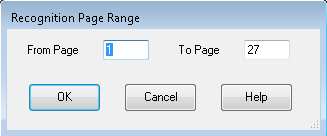 Recognition Page Range
From Page 1 To Page 27
OK Cancel Help